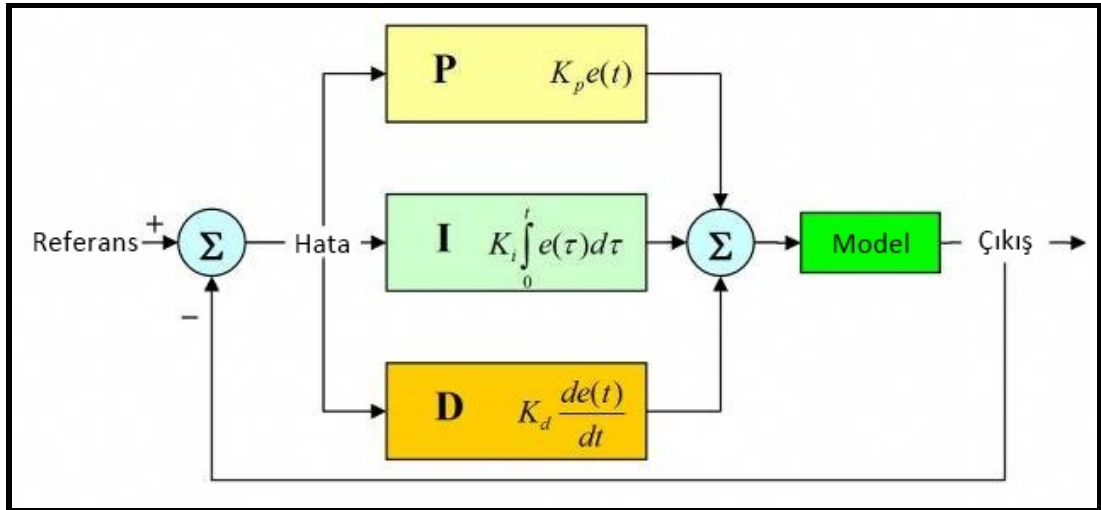 P K_p e(t)
Referans + Σ Hata I K_i ∫_0^t e(τ)dτ Σ Model Çıkış
−
D K_d de(t)/dt